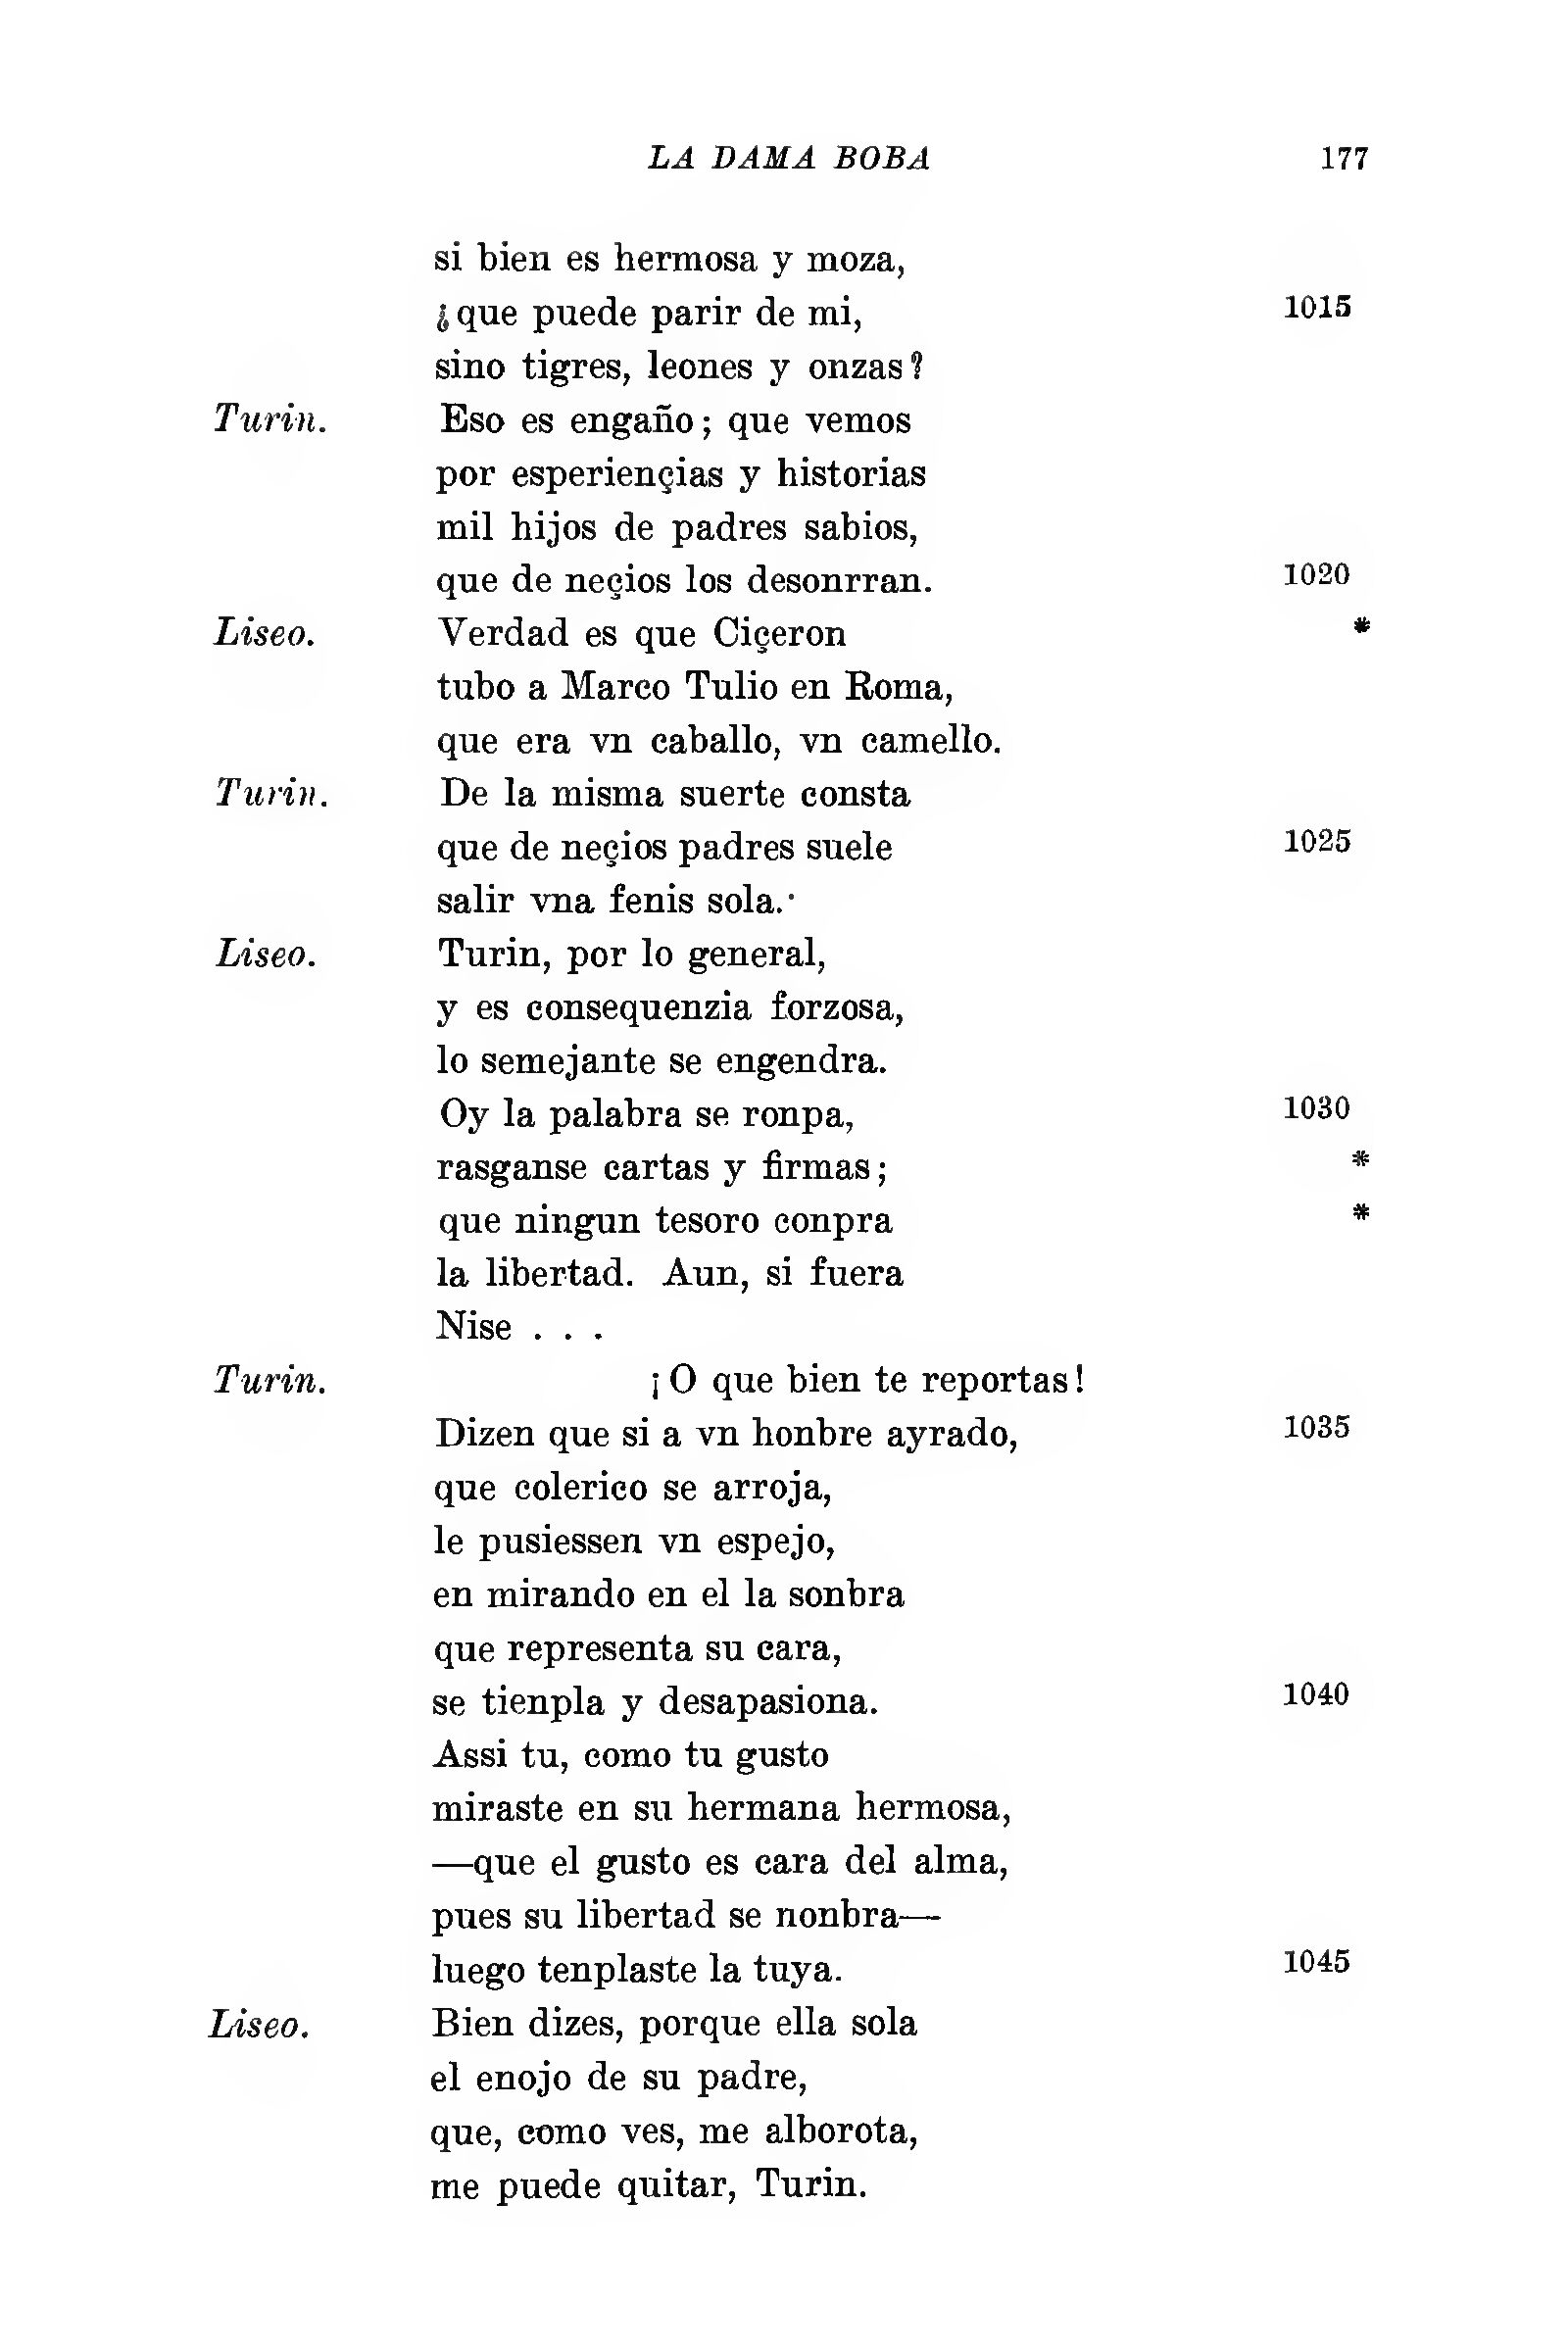 LA DAMA BOBA 177
si bien es hermosa y moza,
¿que puede parir de mi, 1015
sino tigres, leones y onzas?
Turin. Eso es engaño; que vemos
por esperiençias y historias
mil hijos de padres sabios,
que de neçios los desonrran. 1020
Liseo. Verdad es que Ciçeron *
tubo a Marco Tulio en Roma,
que era vn caballo, vn camello.
Turin. De la misma suerte consta
que de neçios padres suele 1025
salir vna fenis sola.
Liseo. Turin, por lo general,
y es consequenzia forzosa,
lo semejante se engendra.
Oy la palabra se ronpa, 1030
rasganse cartas y firmas; *
que ningun tesoro conpra *
la libertad. Aun, si fuera
Nise . . .
Turin. ¡O que bien te reportas!
Dizen que si a vn honbre ayrado, 1035
que colerico se arroja,
le pusiessen vn espejo,
en mirando en el la sonbra
que representa su cara,
se tienpla y desapasiona. 1040
Assi tu, como tu gusto
miraste en su hermana hermosa,
—que el gusto es cara del alma,
pues su libertad se nonbra—
luego tenplaste la tuya. 1045
Liseo. Bien dizes, porque ella sola
el enojo de su padre,
que, como ves, me alborota,
me puede quitar, Turin.